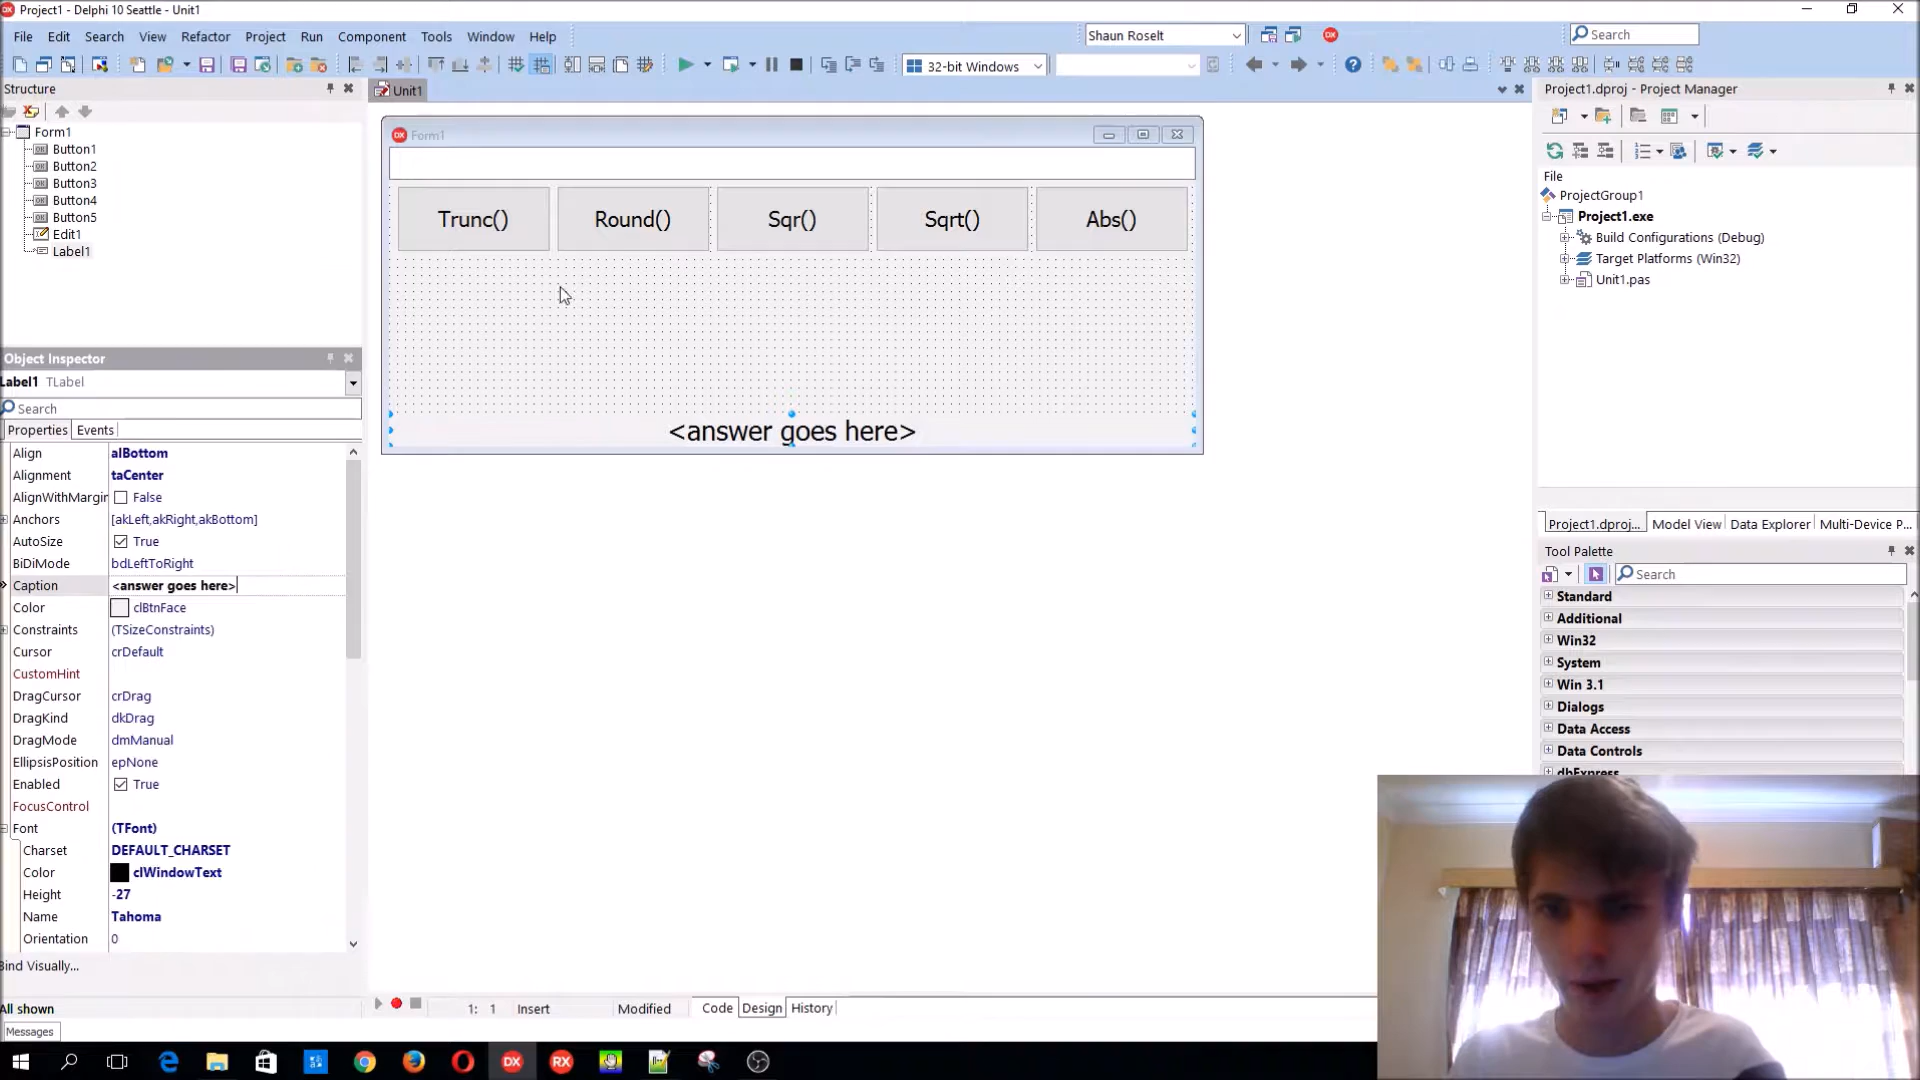 Project1 - Delphi 10 Seattle - Unit1
File Edit Search View Refactor Project Run Component Tools Window Help
Shaun Roselt
Search
32-bit Windows
Structure
Unit1
Form1
Button1
Button2
Button3
Button4
Button5
Edit1
Label1
Form1
Trunc() Round() Sqr() Sqrt() Abs()
<answer goes here>
Object Inspector
Label1 TLabel
Search
Properties Events
Align alBottom
Alignment taCenter
AlignWithMargin False
Anchors [akLeft,akRight,akBottom]
AutoSize True
BiDiMode bdLeftToRight
Caption <answer goes here>
Color clBtnFace
Constraints (TSizeConstraints)
Cursor crDefault
CustomHint
DragCursor crDrag
DragKind dkDrag
DragMode dmManual
EllipsisPosition epNone
Enabled True
FocusControl
Font (TFont)
Charset DEFAULT_CHARSET
Color clWindowText
Height -27
Name Tahoma
Orientation 0
Bind Visually...
All shown
Messages
1: 1 Insert Modified Code Design History
Project1.dproj - Project Manager
File
ProjectGroup1
Project1.exe
Build Configurations (Debug)
Target Platforms (Win32)
Unit1.pas
Project1.dproj... Model View Data Explorer Multi-Device P...
Tool Palette
Search
Standard
Additional
Win32
System
Win 3.1
Dialogs
Data Access
Data Controls
dbExpress
DX RX